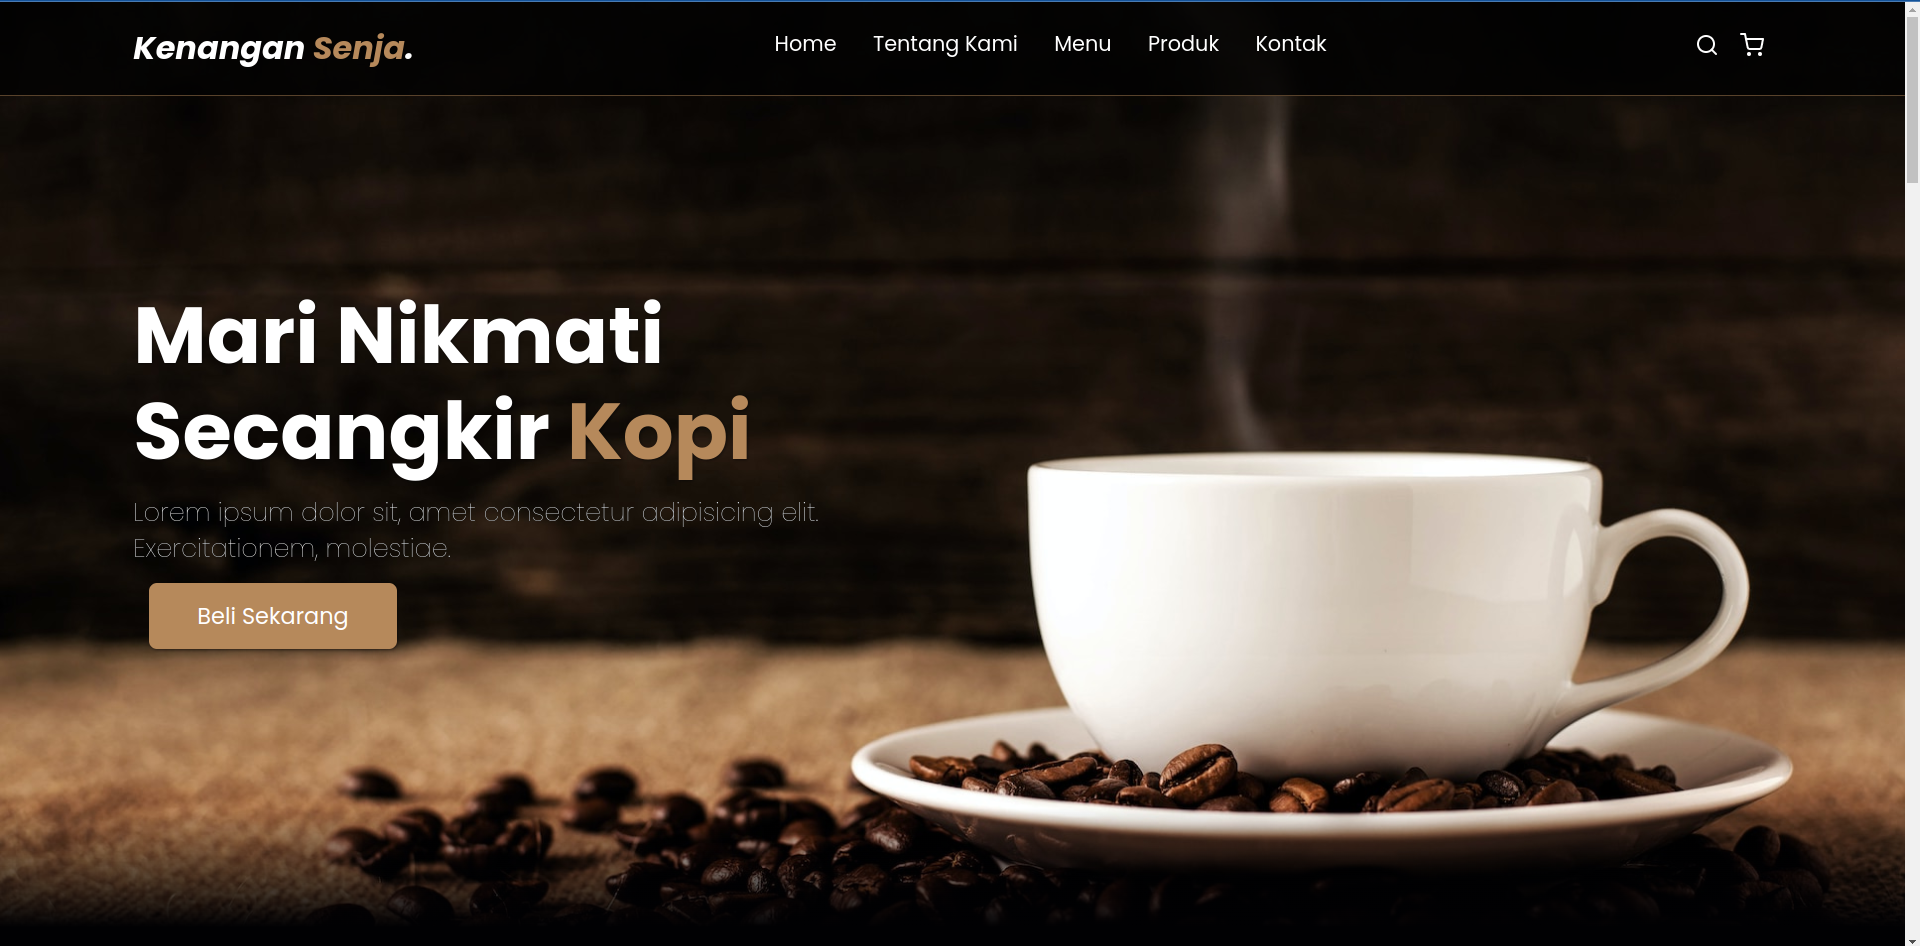 Kenangan Senja.
Home Tentang Kami Menu Produk Kontak
Mari Nikmati
Secangkir Kopi
Lorem ipsum dolor sit, amet consectetur adipisicing elit.
Exercitationem, molestiae.
Beli Sekarang